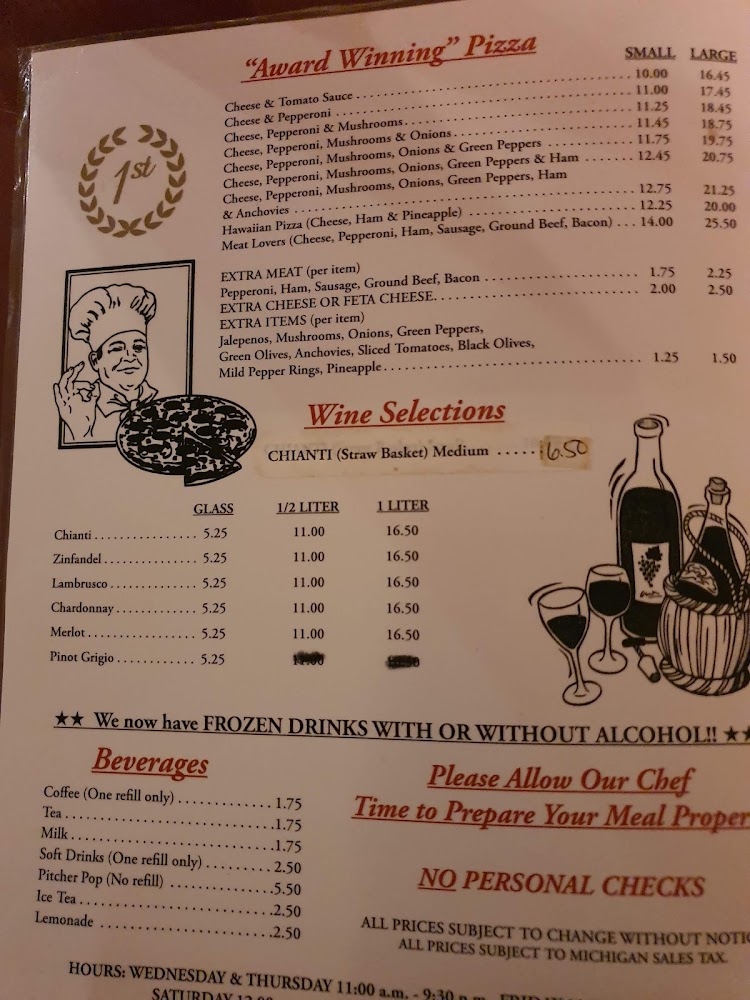 "Award Winning" Pizza
SMALL LARGE
Cheese & Tomato Sauce 10.00 16.45
Cheese & Pepperoni 11.00 17.45
Cheese, Pepperoni & Mushrooms 11.25 18.45
Cheese, Pepperoni, Mushrooms & Onions 11.45 18.75
Cheese, Pepperoni, Mushrooms, Onions & Green Peppers 11.75 19.75
Cheese, Pepperoni, Mushrooms, Onions, Green Peppers & Ham 12.45 20.75
Cheese, Pepperoni, Mushrooms, Onions, Green Peppers, Ham
& Anchovies 12.75 21.25
Hawaiian Pizza (Cheese, Ham & Pineapple) 12.25 20.00
Meat Lovers (Cheese, Pepperoni, Ham, Sausage, Ground Beef, Bacon) 14.00 25.50
1st
EXTRA MEAT (per item)
Pepperoni, Ham, Sausage, Ground Beef, Bacon 1.75 2.25
EXTRA CHEESE OR FETA CHEESE 2.00 2.50
EXTRA ITEMS (per item)
Jalepenos, Mushrooms, Onions, Green Peppers,
Green Olives, Anchovies, Sliced Tomatoes, Black Olives,
Mild Pepper Rings, Pineapple 1.25 1.50
Wine Selections
CHIANTI (Straw Basket) Medium 6.50
GLASS 1/2 LITER 1 LITER
Chianti 5.25 11.00 16.50
Zinfandel 5.25 11.00 16.50
Lambrusco 5.25 11.00 16.50
Chardonnay 5.25 11.00 16.50
Merlot 5.25 11.00 16.50
Pinot Grigio 5.25
★★ We now have FROZEN DRINKS WITH OR WITHOUT ALCOHOL!! ★★
Beverages
Coffee (One refill only) 1.75
Tea 1.75
Milk 1.75
Soft Drinks (One refill only) 2.50
Pitcher Pop (No refill) 5.50
Ice Tea 2.50
Lemonade 2.50
Please Allow Our Chef
Time to Prepare Your Meal Proper
NO PERSONAL CHECKS
ALL PRICES SUBJECT TO CHANGE WITHOUT NOTI
ALL PRICES SUBJECT TO MICHIGAN SALES TAX.
HOURS: WEDNESDAY & THURSDAY 11:00 a.m. - 9:30 p.m.
SATURDAY